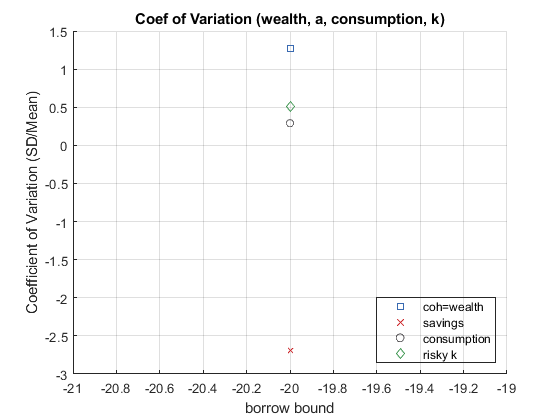 Coef of Variation (wealth, a, consumption, k)
1.5
1
0.5
0
-0.5
-1
-1.5
-2
-2.5
-3
Coefficient of Variation (SD/Mean)
coh=wealth
savings
consumption
risky k
-21 -20.8 -20.6 -20.4 -20.2 -20 -19.8 -19.6 -19.4 -19.2 -19
borrow bound